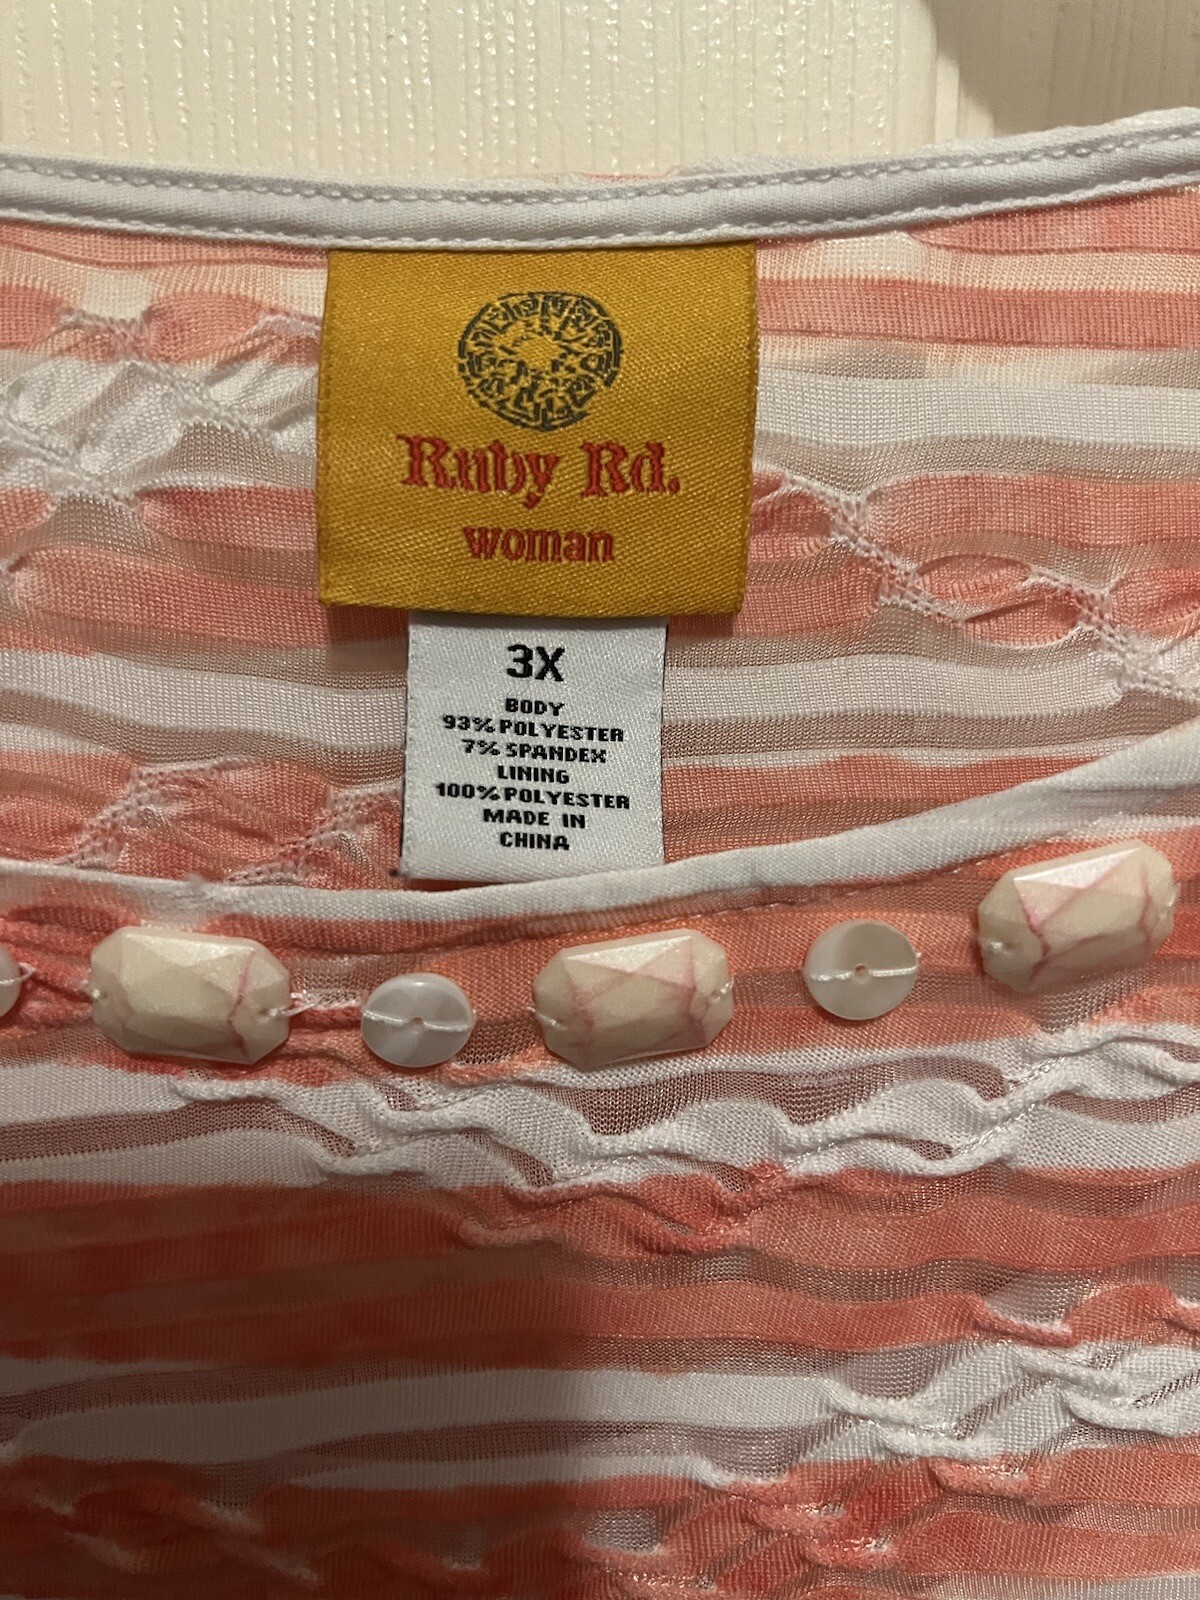 Ruby Rd.
woman
3X
BODY
93% POLYESTER
7% SPANDEX
LINING
100% POLYESTER
MADE IN
CHINA